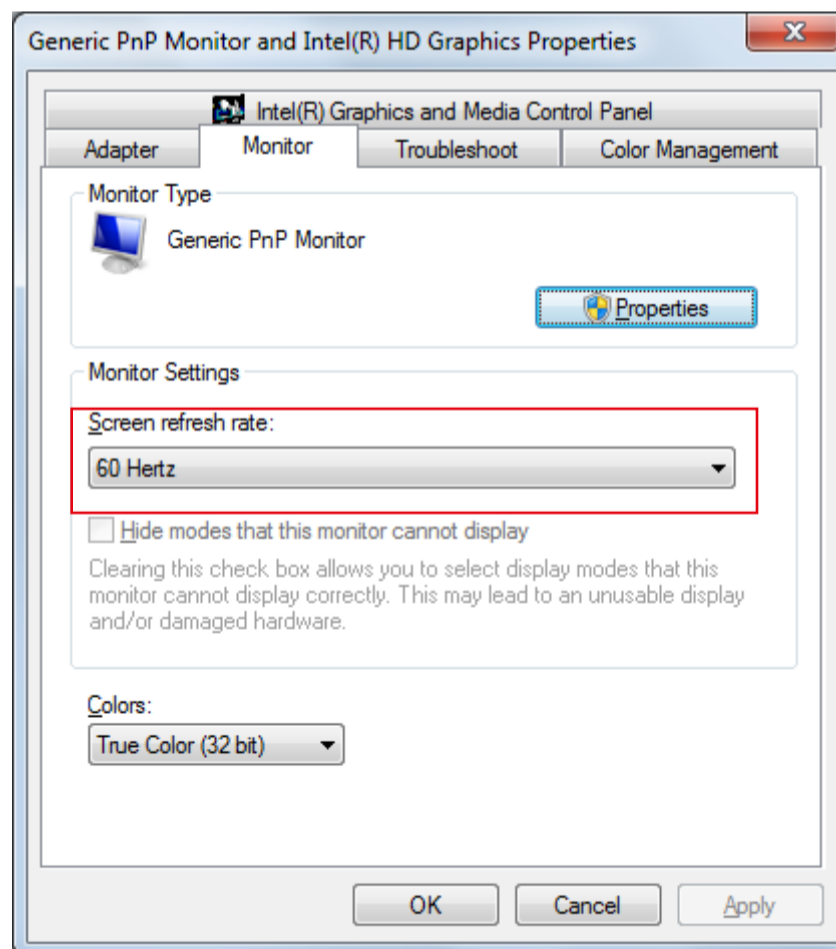 Generic PnP Monitor and Intel(R) HD Graphics Properties
Intel(R) Graphics and Media Control Panel
Adapter
Monitor
Troubleshoot
Color Management
Monitor Type
Generic PnP Monitor
Properties
Monitor Settings
Screen refresh rate:
60 Hertz
Hide modes that this monitor cannot display
Clearing this check box allows you to select display modes that this
monitor cannot display correctly. This may lead to an unusable display
and/or damaged hardware.
Colors:
True Color (32 bit)
OK
Cancel
Apply